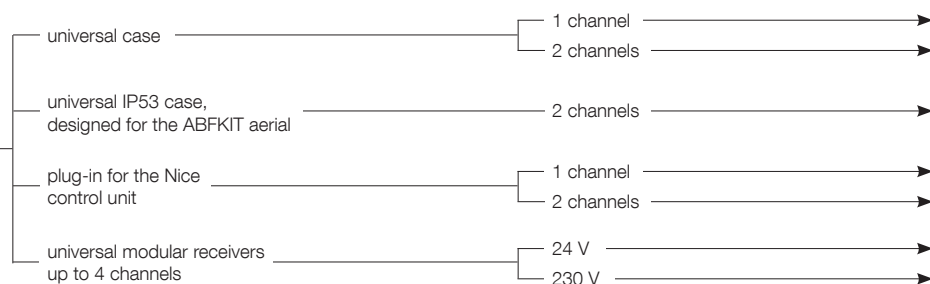 universal case
1 channel
2 channels
universal IP53 case,
designed for the ABFKIT aerial
2 channels
plug-in for the Nice
control unit
1 channel
2 channels
universal modular receivers
up to 4 channels
24 V
230 V